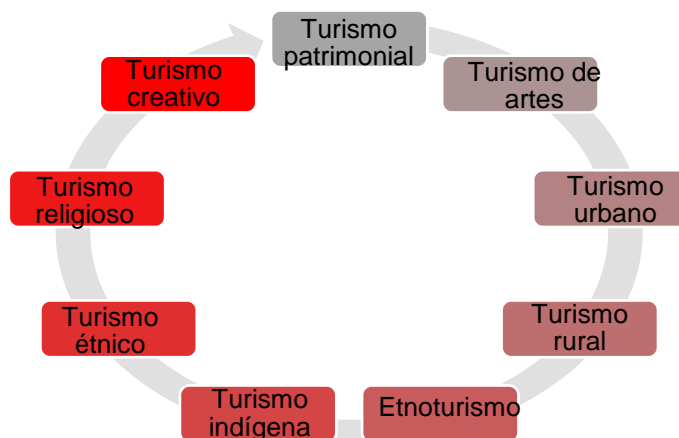 Turismo
patrimonial
Turismo de
artes
Turismo
urbano
Turismo
rural
Etnoturismo
Turismo
indígena
Turismo
étnico
Turismo
religioso
Turismo
creativo